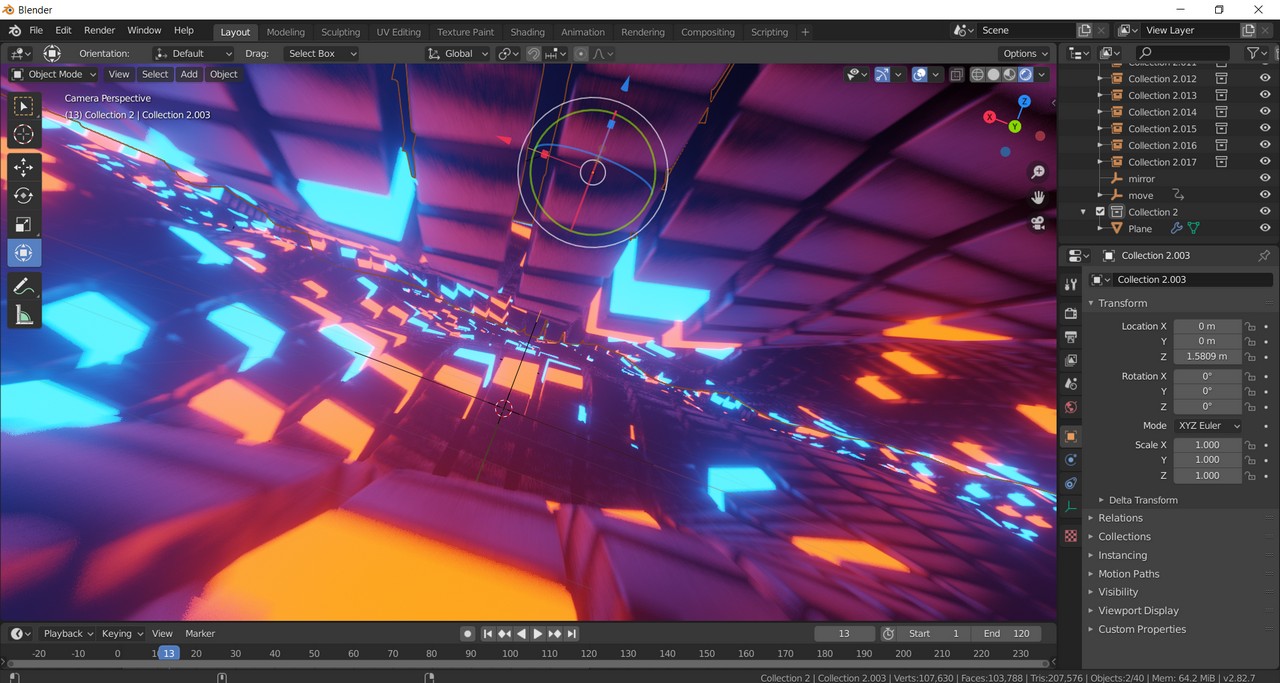 Blender
File Edit Render Window Help Layout Modeling Sculpting UV Editing Texture Paint Shading Animation Rendering Compositing Scripting + Scene View Layer
Orientation: Default Drag: Select Box Global Options
Object Mode View Select Add Object
Camera Perspective
(13) Collection 2 | Collection 2.003
X Y Z
Collection 2.011
Collection 2.012
Collection 2.013
Collection 2.014
Collection 2.015
Collection 2.016
Collection 2.017
mirror
move
Collection 2
Plane
Collection 2.003
Collection 2.003
Transform
Location X 0 m
Y 0 m
Z 1.5809 m
Rotation X 0°
Y 0°
Z 0°
Mode XYZ Euler
Scale X 1.000
Y 1.000
Z 1.000
Delta Transform
Relations
Collections
Instancing
Motion Paths
Visibility
Viewport Display
Custom Properties
Playback Keying View Marker 13 Start 1 End 120
-20 -10 0 13 20 30 40 50 60 70 80 90 100 110 120 130 140 150 160 170 180 190 200 210 220 230
Collection 2 | Collection 2.003 | Verts:107,630 | Faces:103,788 | Tris:207,576 | Objects:2/40 | Mem: 64.2 MiB | v2.82.7